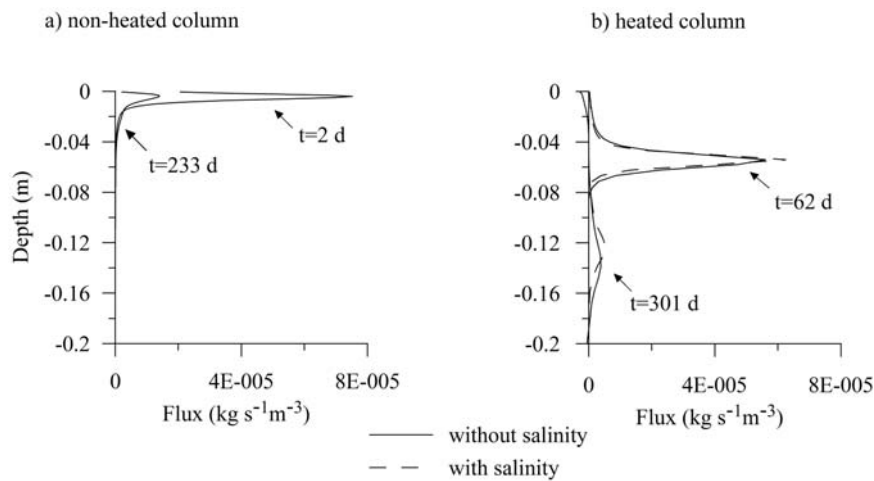 a) non-heated column
b) heated column
0
-0.04
-0.08
-0.12
-0.16
-0.2
Depth (m)
t=2 d
t=233 d
0
4E-005
8E-005
Flux (kg s⁻¹m⁻³)
0
-0.04
-0.08
-0.12
-0.16
-0.2
t=62 d
t=301 d
0
4E-005
8E-005
Flux (kg s⁻¹m⁻³)
without salinity
with salinity